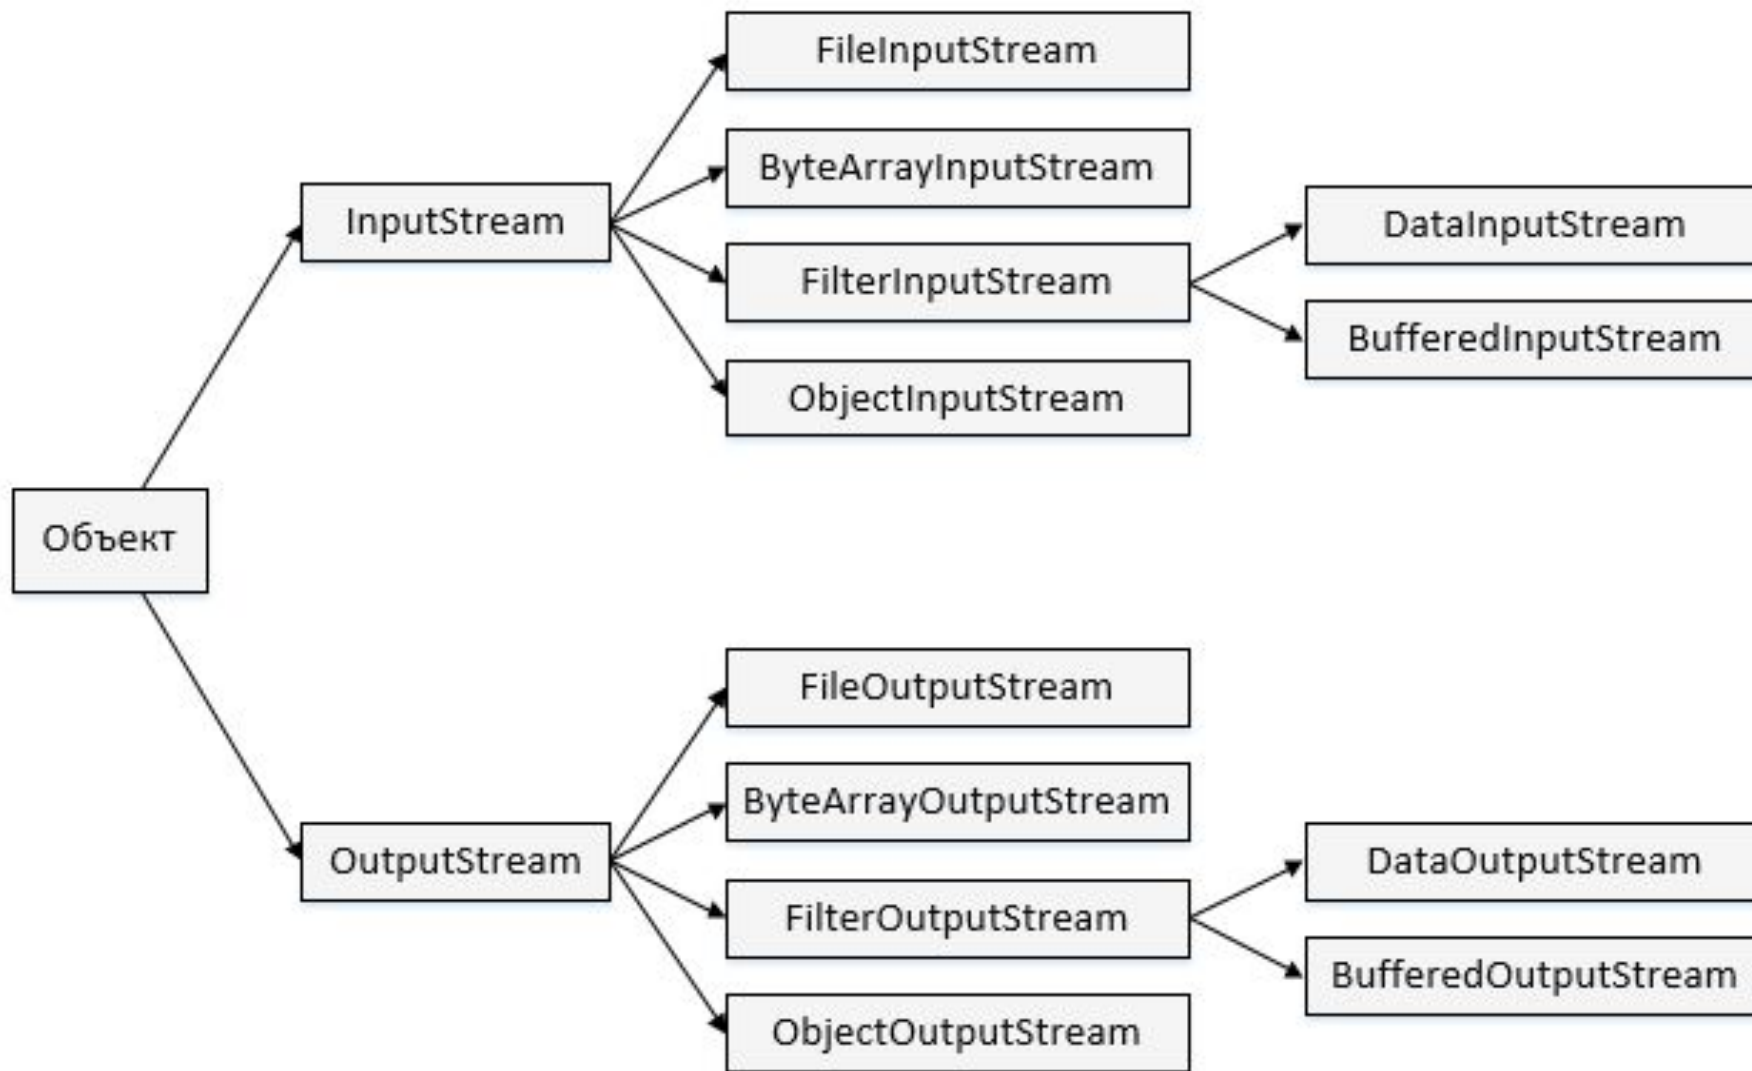 FileInputStream
ByteArrayInputStream
InputStream
DataInputStream
FilterInputStream
BufferedInputStream
ObjectInputStream
Объект
FileOutputStream
ByteArrayOutputStream
OutputStream
DataOutputStream
FilterOutputStream
BufferedOutputStream
ObjectOutputStream